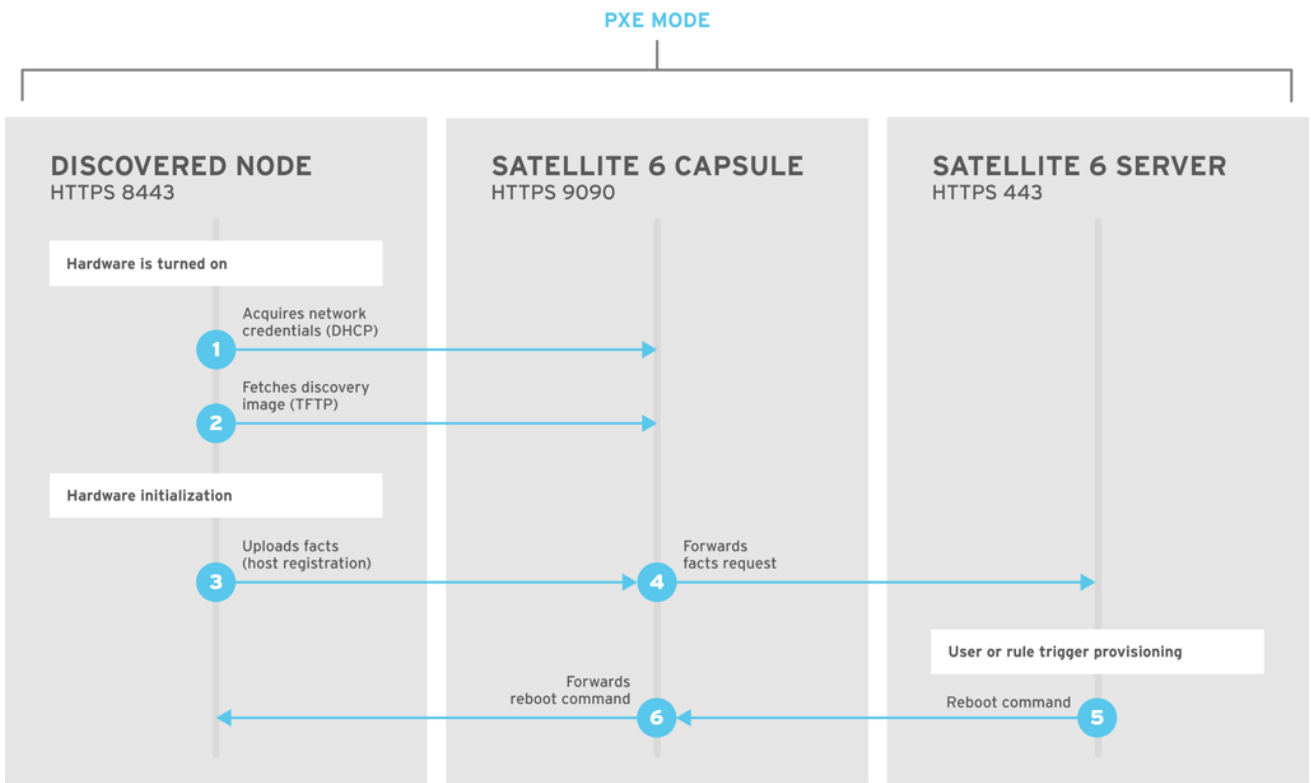 PXE MODE
DISCOVERED NODE
HTTPS 8443
SATELLITE 6 CAPSULE
HTTPS 9090
SATELLITE 6 SERVER
HTTPS 443
Hardware is turned on
Acquires network
credentials (DHCP)
1
Fetches discovery
image (TFTP)
2
Hardware initialization
Uploads facts
(host registration)
3
Forwards
facts request
4
User or rule trigger provisioning
Reboot command
5
Forwards
reboot command
6